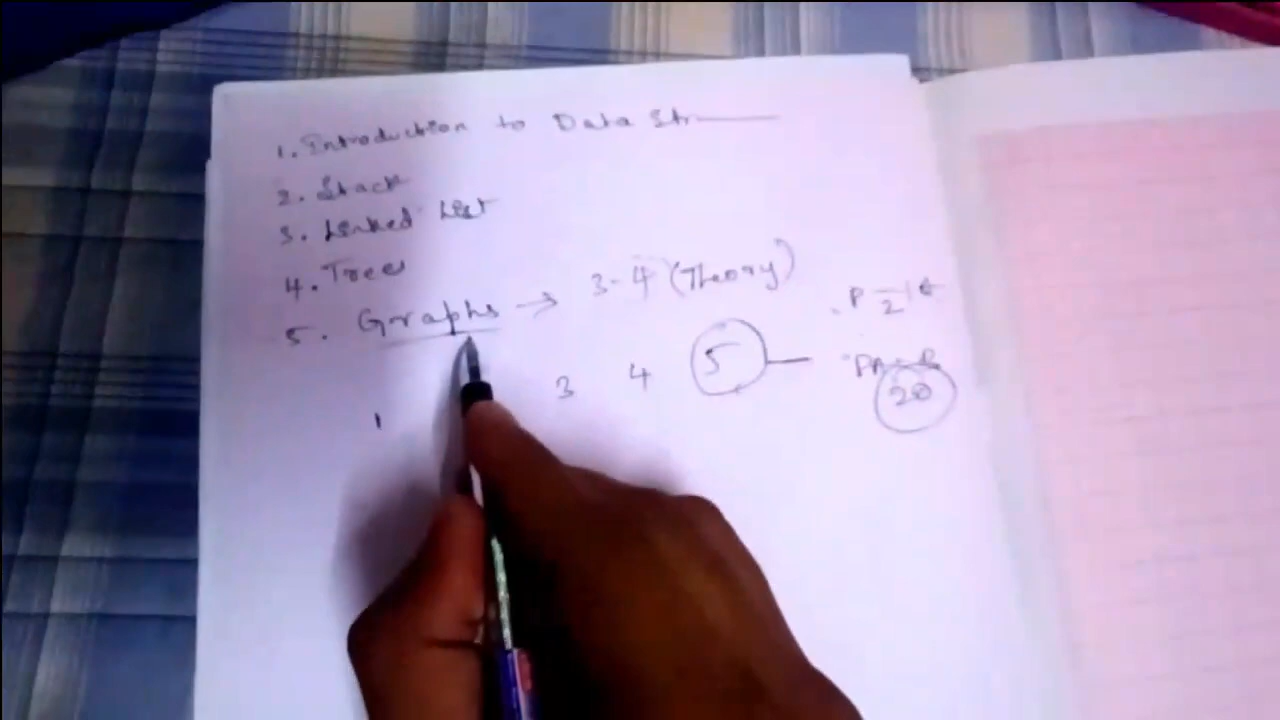 1. Introduction to Data Str
2. Stack
3. Linked List
4. Trees
5. Graphs → 3-4 (Theory)
1 3 4 5
20